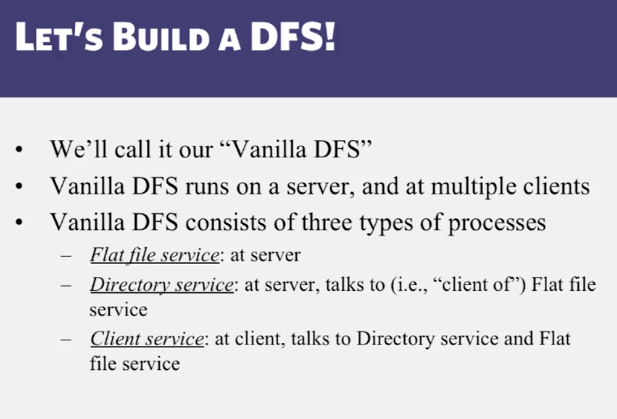 LET'S BUILD A DFS!
• We'll call it our “Vanilla DFS”
• Vanilla DFS runs on a server, and at multiple clients
• Vanilla DFS consists of three types of processes
– Flat file service: at server
– Directory service: at server, talks to (i.e., “client of”) Flat file
service
– Client service: at client, talks to Directory service and Flat
file service